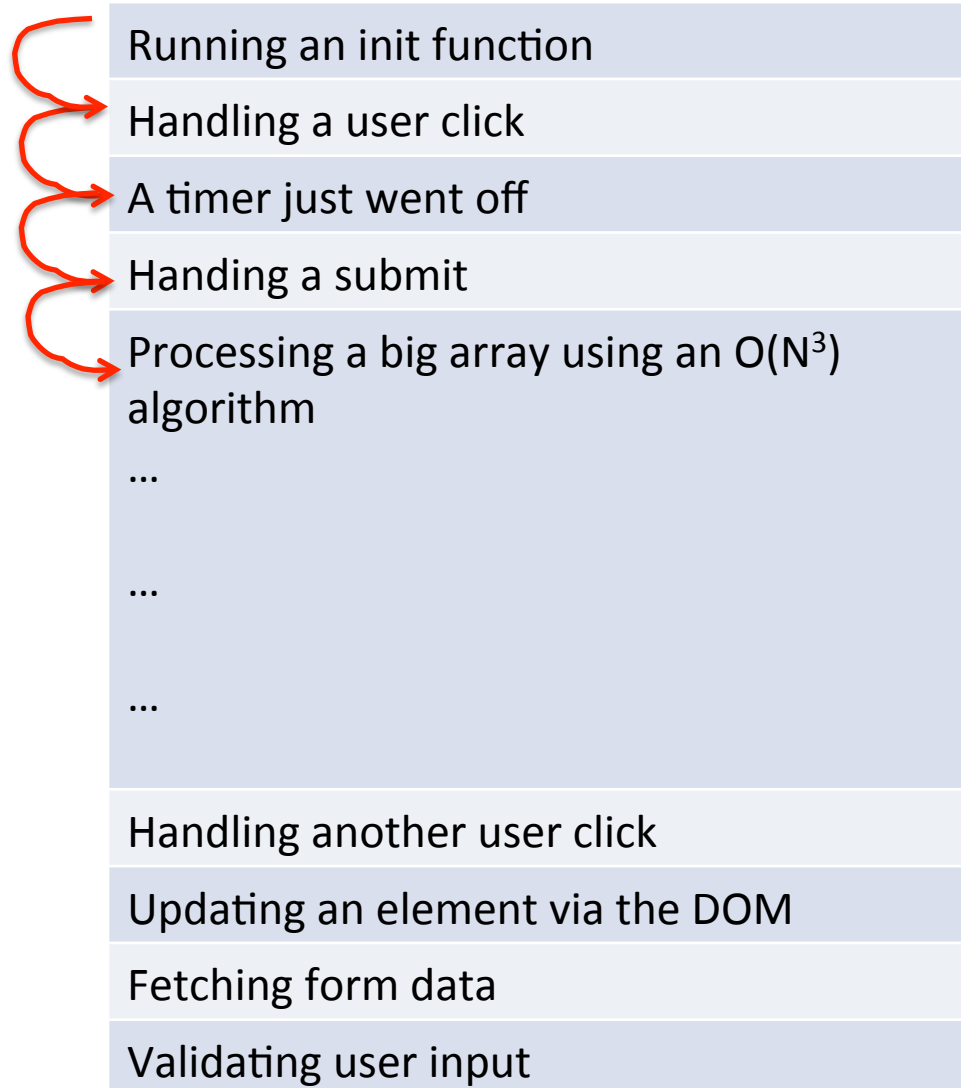 Running an init function
Handling a user click
A timer just went off
Handing a submit
Processing a big array using an O(N³)
algorithm
...
...
...
Handling another user click
Updating an element via the DOM
Fetching form data
Validating user input